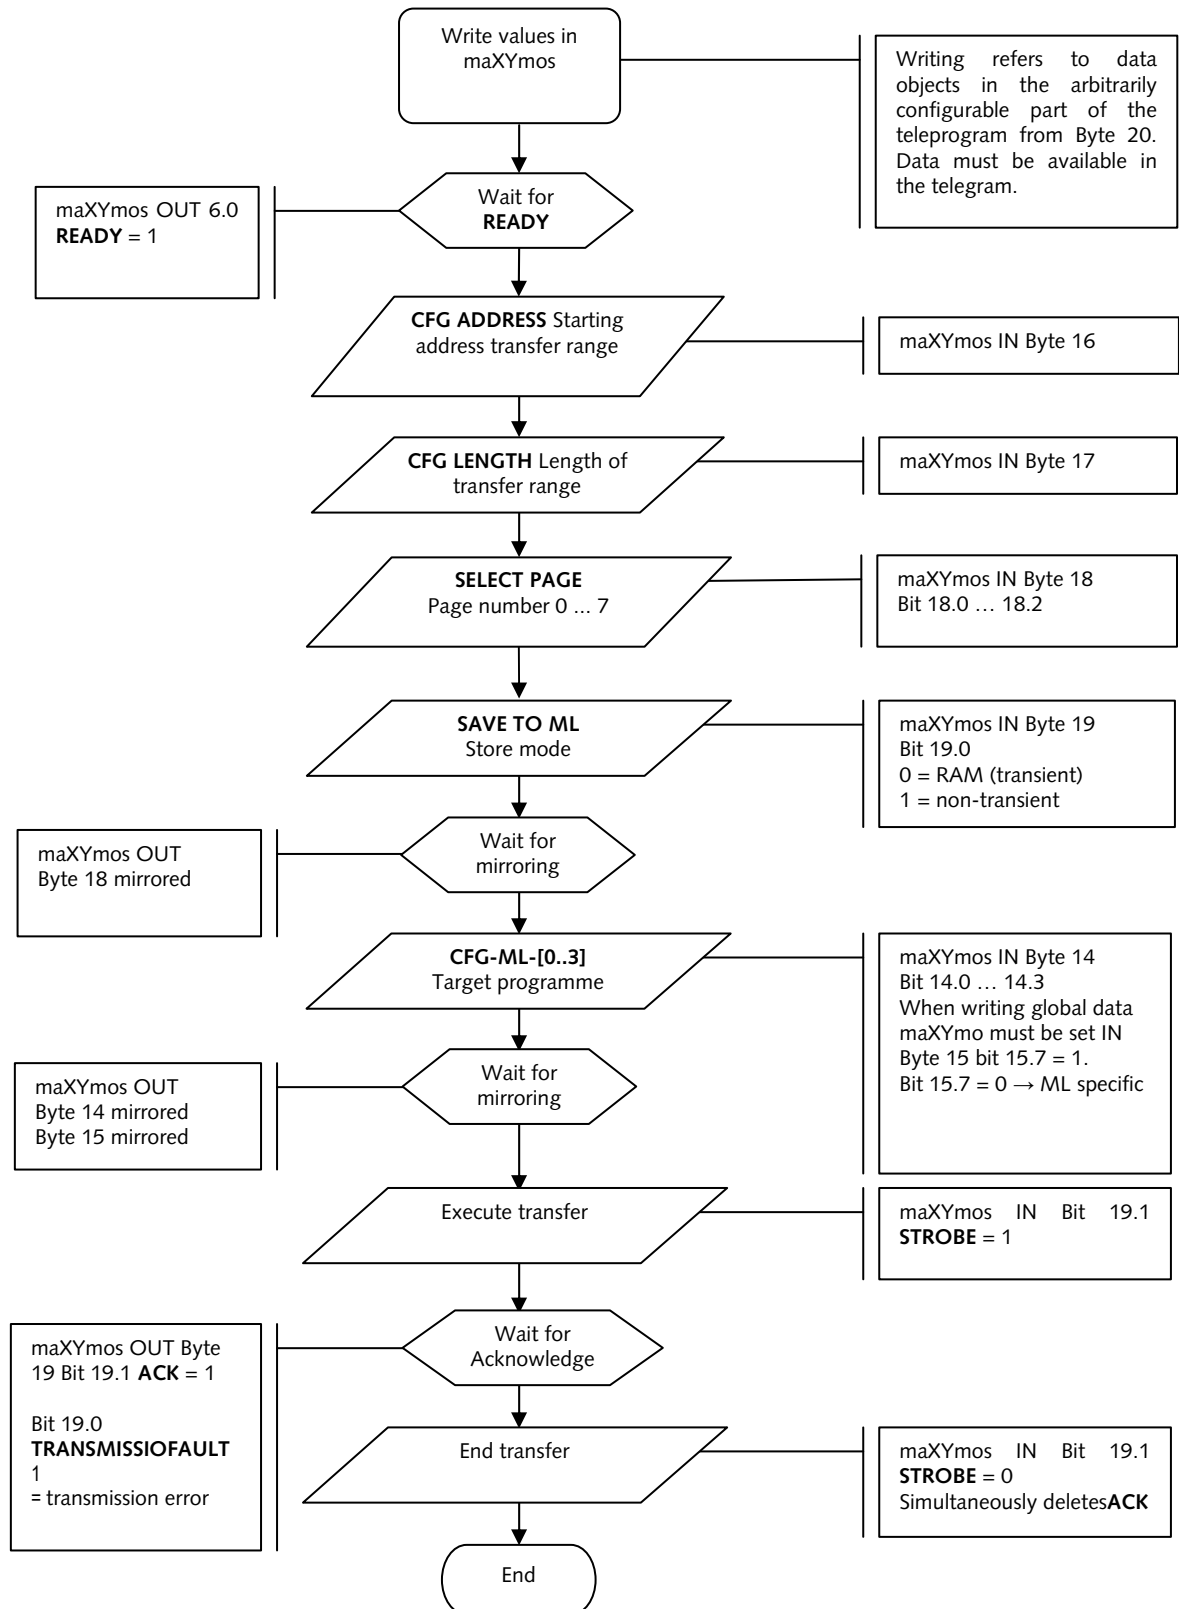 Write values in
maXYmos
Writing refers to data
objects in the arbitrarily
configurable part of the
teleprogram from Byte 20.
Data must be available in
the telegram.
Wait for
READY
maXYmos OUT 6.0
READY = 1
CFG ADDRESS Starting
address transfer range
maXYmos IN Byte 16
CFG LENGTH Length of
transfer range
maXYmos IN Byte 17
SELECT PAGE
Page number 0 ... 7
maXYmos IN Byte 18
Bit 18.0 … 18.2
SAVE TO ML
Store mode
maXYmos IN Byte 19
Bit 19.0
0 = RAM (transient)
1 = non-transient
Wait for
mirroring
maXYmos OUT
Byte 18 mirrored
CFG-ML-[0..3]
Target programme
maXYmos IN Byte 14
Bit 14.0 … 14.3
When writing global data
maXYmo must be set IN
Byte 15 bit 15.7 = 1.
Bit 15.7 = 0 → ML specific
Wait for
mirroring
maXYmos OUT
Byte 14 mirrored
Byte 15 mirrored
Execute transfer
maXYmos IN Bit 19.1
STROBE = 1
Wait for
Acknowledge
maXYmos OUT Byte
19 Bit 19.1 ACK = 1
Bit 19.0
TRANSMISSIOFAULT
1
= transmission error
End transfer
maXYmos IN Bit 19.1
STROBE = 0
Simultaneously deletesACK
End